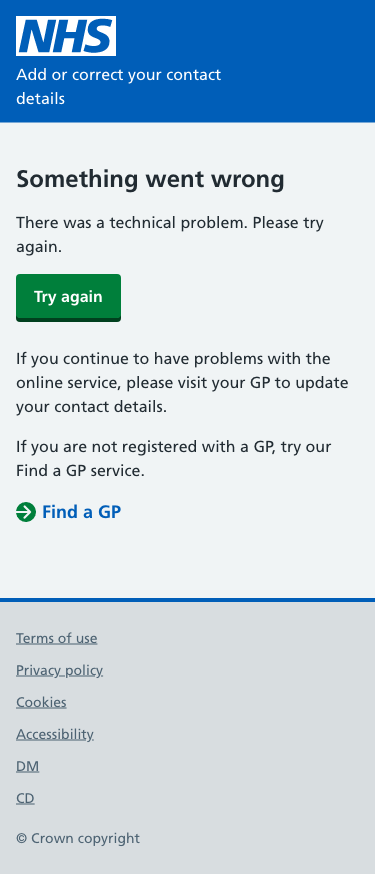 NHS
Add or correct your contact
details
Something went wrong
There was a technical problem. Please try
again.
Try again
If you continue to have problems with the
online service, please visit your GP to update
your contact details.
If you are not registered with a GP, try our
Find a GP service.
Find a GP
Terms of use
Privacy policy
Cookies
Accessibility
DM
CD
© Crown copyright